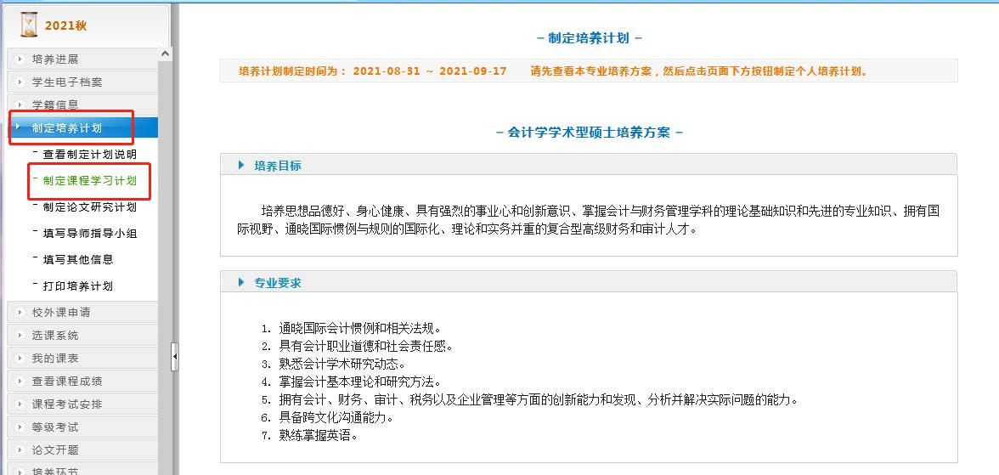 2021秋
培养进展
学生电子档案
学籍信息
制定培养计划
查看制定计划说明
制定课程学习计划
制定论文研究计划
填写导师指导小组
填写其他信息
打印培养计划
校外课申请
选课系统
我的课表
查看课程成绩
课程考试安排
等级考试
论文开题
培养环节
－ 制定培养计划 －
培养计划制定时间为： 2021-08-31 ～ 2021-09-17 请先查看本专业培养方案，然后点击页面下方按钮制定个人培养计划。
－ 会计学学术型硕士培养方案 －
培养目标
培养思想品德好、身心健康、具有强烈的事业心和创新意识、掌握会计与财务管理学科的理论基础知识和先进的专业知识、拥有国
际视野、通晓国际惯例与规则的国际化、理论和实务并重的复合型高级财务和审计人才。
专业要求
1. 通晓国际会计惯例和相关法规。
2. 具有会计职业道德和社会责任感。
3. 熟悉会计学术研究动态。
4. 掌握会计基本理论和研究方法。
5. 拥有会计、财务、审计、税务以及企业管理等方面的创新能力和发现、分析并解决实际问题的能力。
6. 具备跨文化沟通能力。
7. 熟练掌握英语。